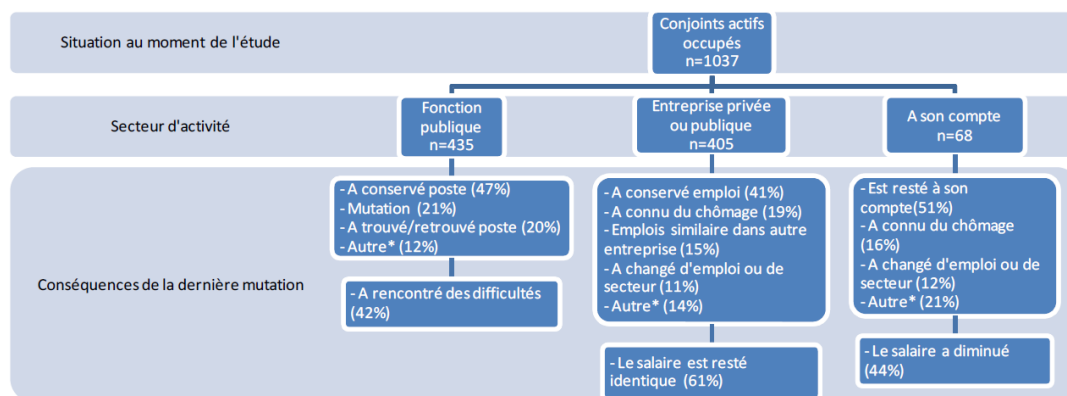 Situation au moment de l'étude
Conjoints actifs
occupés
n=1037
Secteur d'activité
Fonction
publique
n=435
Entreprise privée
ou publique
n=405
A son compte
n=68
Conséquences de la dernière mutation
- A conservé poste (47%)
- Mutation (21%)
- A trouvé/retrouvé poste (20%)
- Autre* (12%)
- A rencontré des difficultés
(42%)
- A conservé emploi (41%)
- A connu du chômage (19%)
- Emplois similaire dans autre
entreprise (15%)
- A changé d'emploi ou de
secteur (11%)
- Autre* (14%)
- Le salaire est resté
identique (61%)
- Est resté à son
compte(51%)
- A connu du chômage
(16%)
- A changé d'emploi ou de
secteur (12%)
- Autre* (21%)
- Le salaire a diminué
(44%)